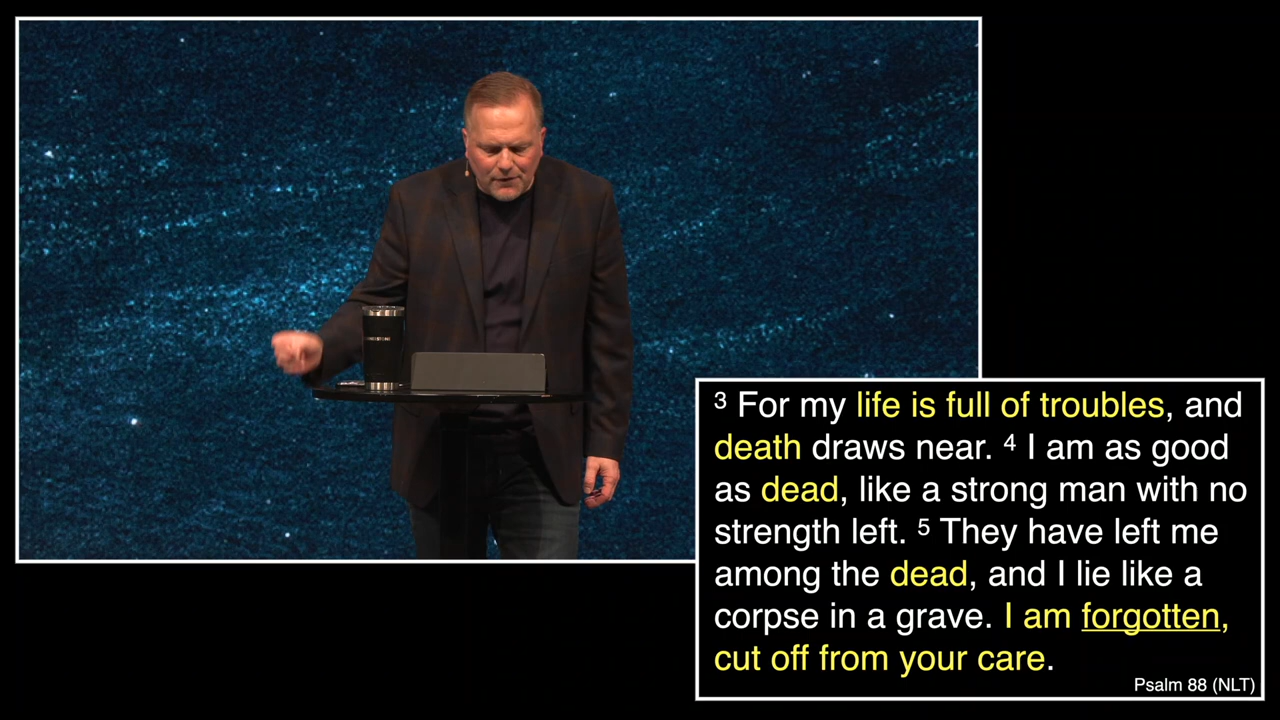 ³ For my life is full of troubles, and
death draws near. ⁴ I am as good
as dead, like a strong man with no
strength left. ⁵ They have left me
among the dead, and I lie like a
corpse in a grave. I am forgotten,
cut off from your care.
Psalm 88 (NLT)